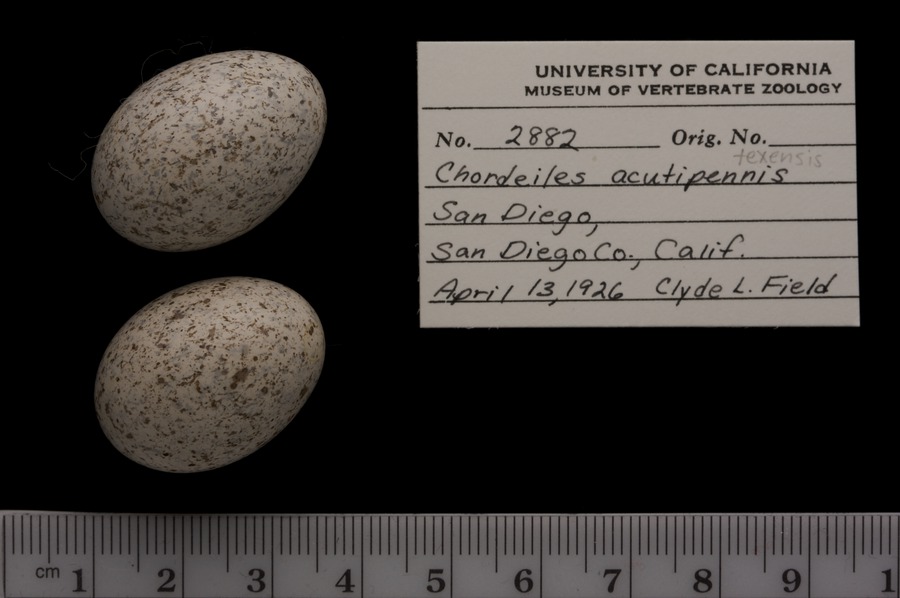 UNIVERSITY OF CALIFORNIA
MUSEUM OF VERTEBRATE ZOOLOGY
No. 2882 Orig. No.
texensis
Chordeiles acutipennis
San Diego,
San Diego Co., Calif.
April 13, 1926 Clyde L. Field
cm 1 2 3 4 5 6 7 8 9 1